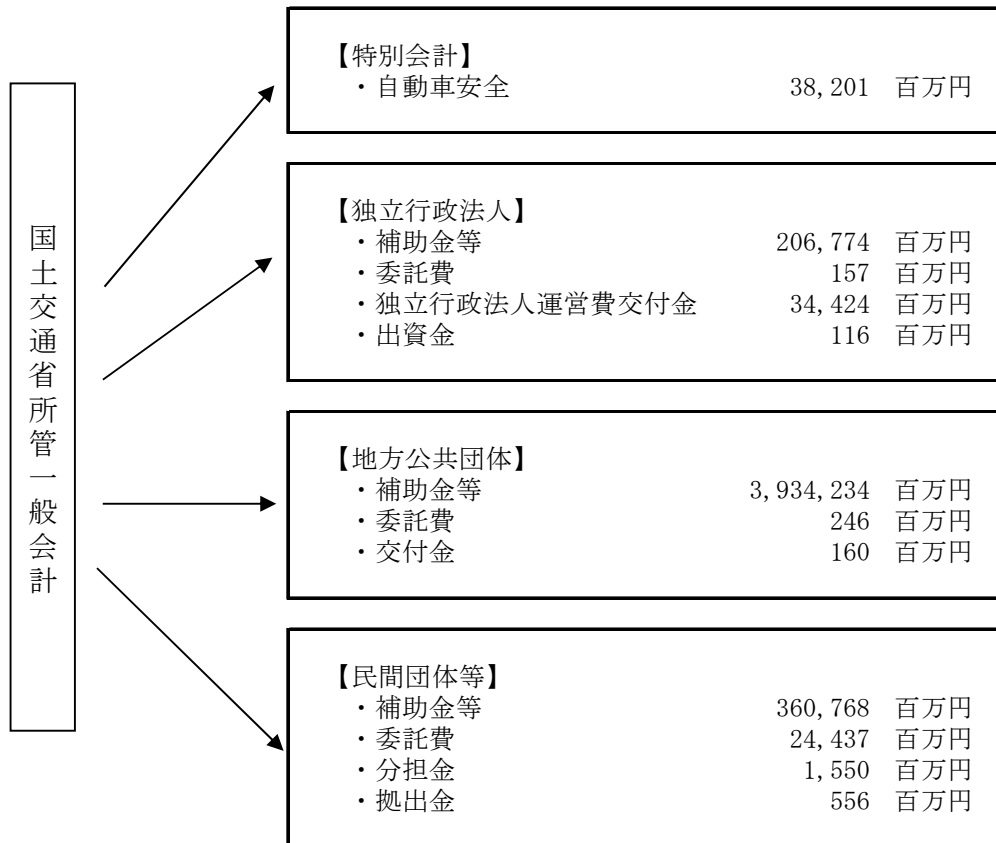 国土交通省所管一般会計
【特別会計】
・自動車安全 38,201 百万円
【独立行政法人】
・補助金等 206,774 百万円
・委託費 157 百万円
・独立行政法人運営費交付金 34,424 百万円
・出資金 116 百万円
【地方公共団体】
・補助金等 3,934,234 百万円
・委託費 246 百万円
・交付金 160 百万円
【民間団体等】
・補助金等 360,768 百万円
・委託費 24,437 百万円
・分担金 1,550 百万円
・拠出金 556 百万円